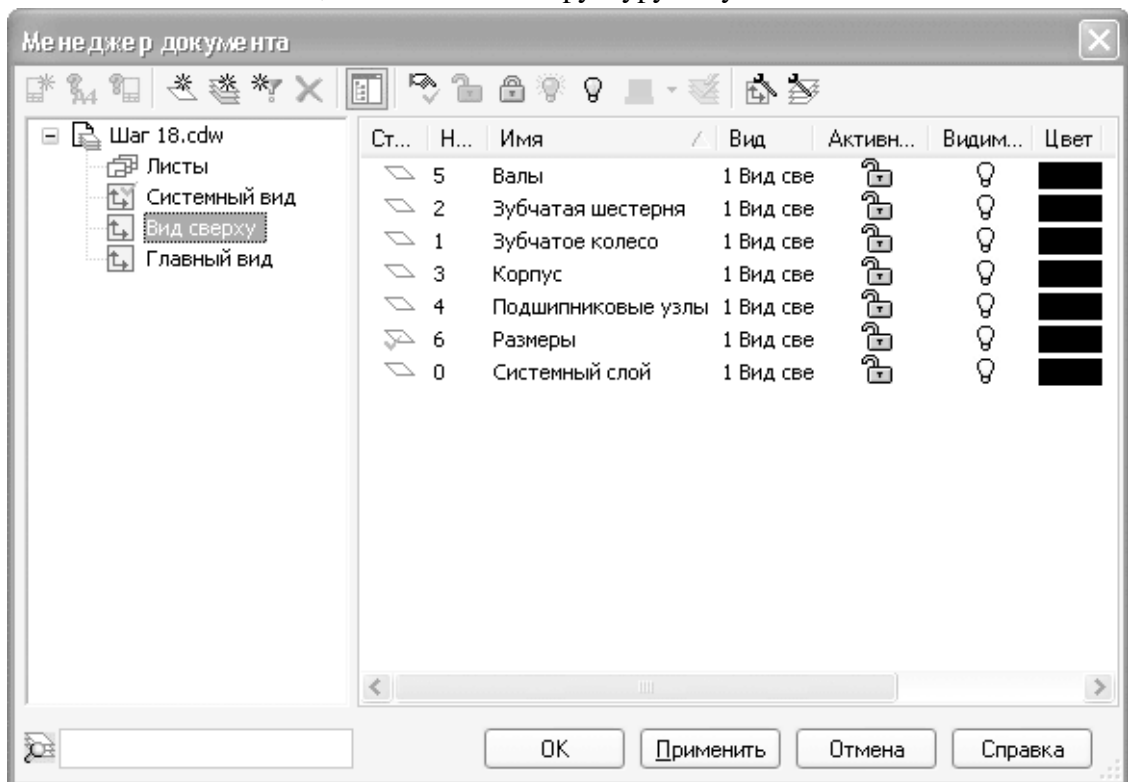 Менеджер документа
Шаг 18.cdw
Листы
Системный вид
Вид сверху
Главный вид
Ст... Н... Имя Вид Активн... Видим... Цвет
5 Валы 1 Вид све
2 Зубчатая шестерня 1 Вид све
1 Зубчатое колесо 1 Вид све
3 Корпус 1 Вид све
4 Подшипниковые узлы 1 Вид све
6 Размеры 1 Вид све
0 Системный слой 1 Вид све
ОК Применить Отмена Справка